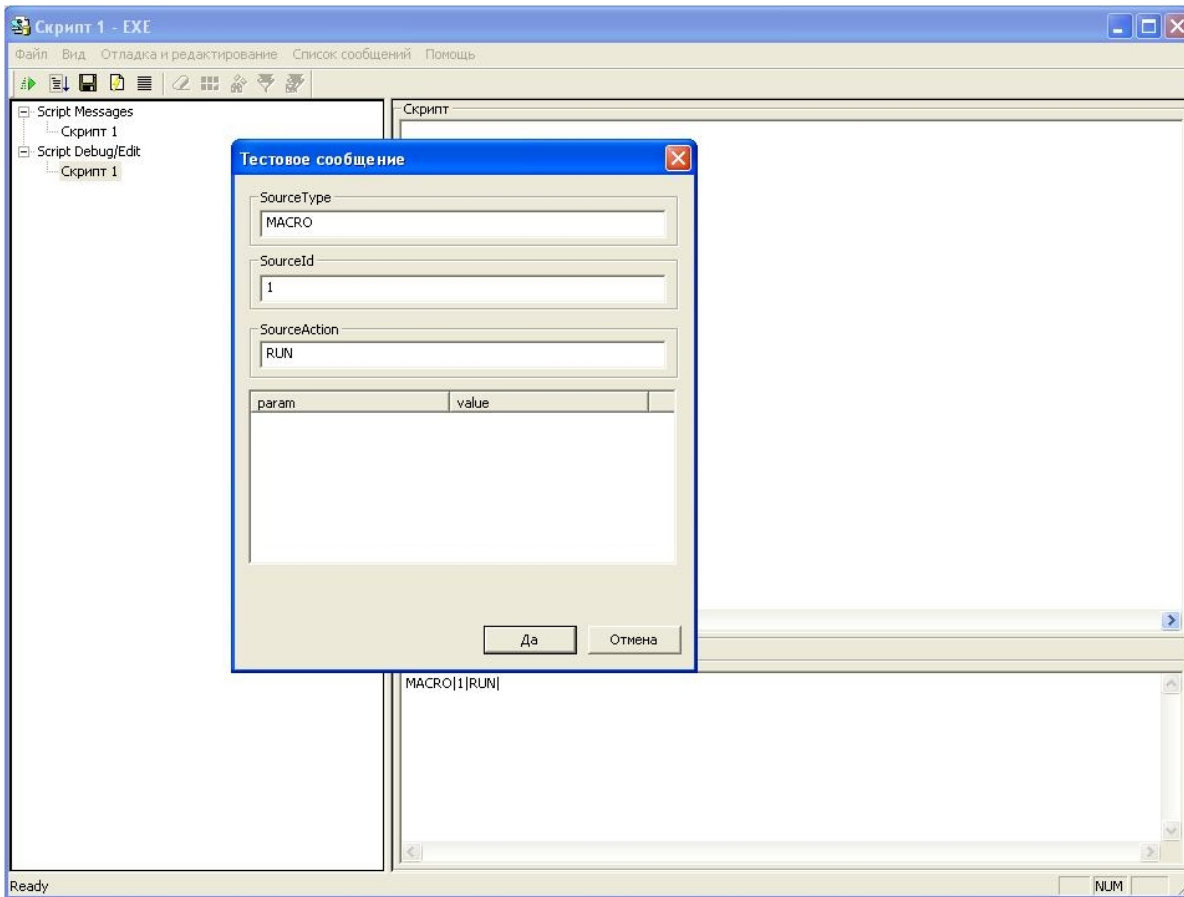 Скрипт 1 - EXE
Файл Вид Отладка и редактирование Список сообщений Помощь
Script Messages
Скрипт 1
Script Debug/Edit
Скрипт 1
Скрипт
Тестовое сообщение
SourceType
MACRO
SourceId
1
SourceAction
RUN
param value
Да Отмена
MACRO|1|RUN|
Ready NUM